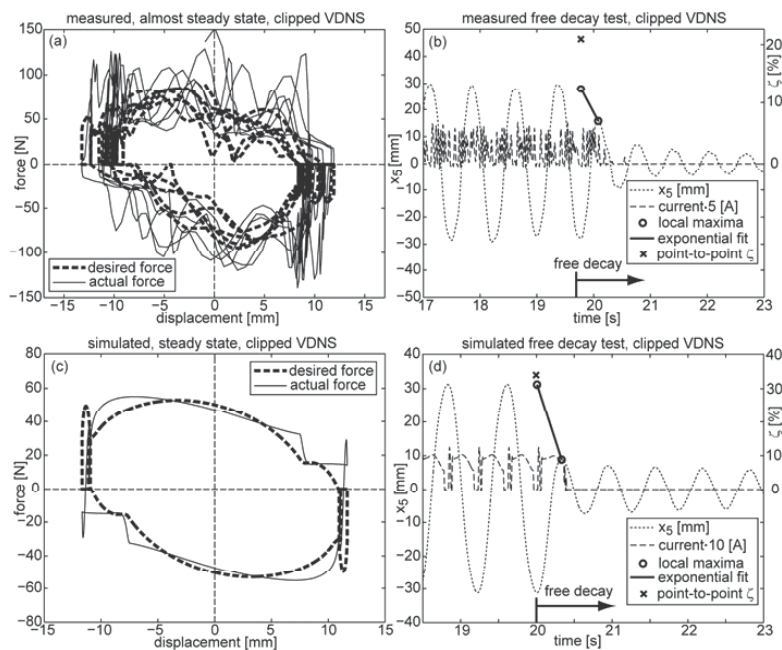 measured, almost steady state, clipped VDNS
(a)
150
100
50
0
−50
−100
−150
force [N]
desired force
actual force
−15 −10 −5 0 5 10 15
displacement [mm]
measured free decay test, clipped VDNS
(b)
50
40
30
20
10
0
−10
−20
−30
−40
−50
x5 [mm]
20
10
0
ζ [%]
x5 [mm]
current·5 [A]
local maxima
exponential fit
point-to-point ζ
free decay
17 18 19 20 21 22 23
time [s]
simulated, steady state, clipped VDNS
(c)
80
60
40
20
0
−20
−40
−60
−80
force [N]
desired force
actual force
−15 −10 −5 0 5 10 15
displacement [mm]
simulated free decay test, clipped VDNS
(d)
40
30
20
10
0
−10
−20
−30
−40
x5 [mm]
40
30
20
10
0
ζ [%]
x5 [mm]
current·10 [A]
local maxima
exponential fit
point-to-point ζ
free decay
19 20 21 22 23
time [s]